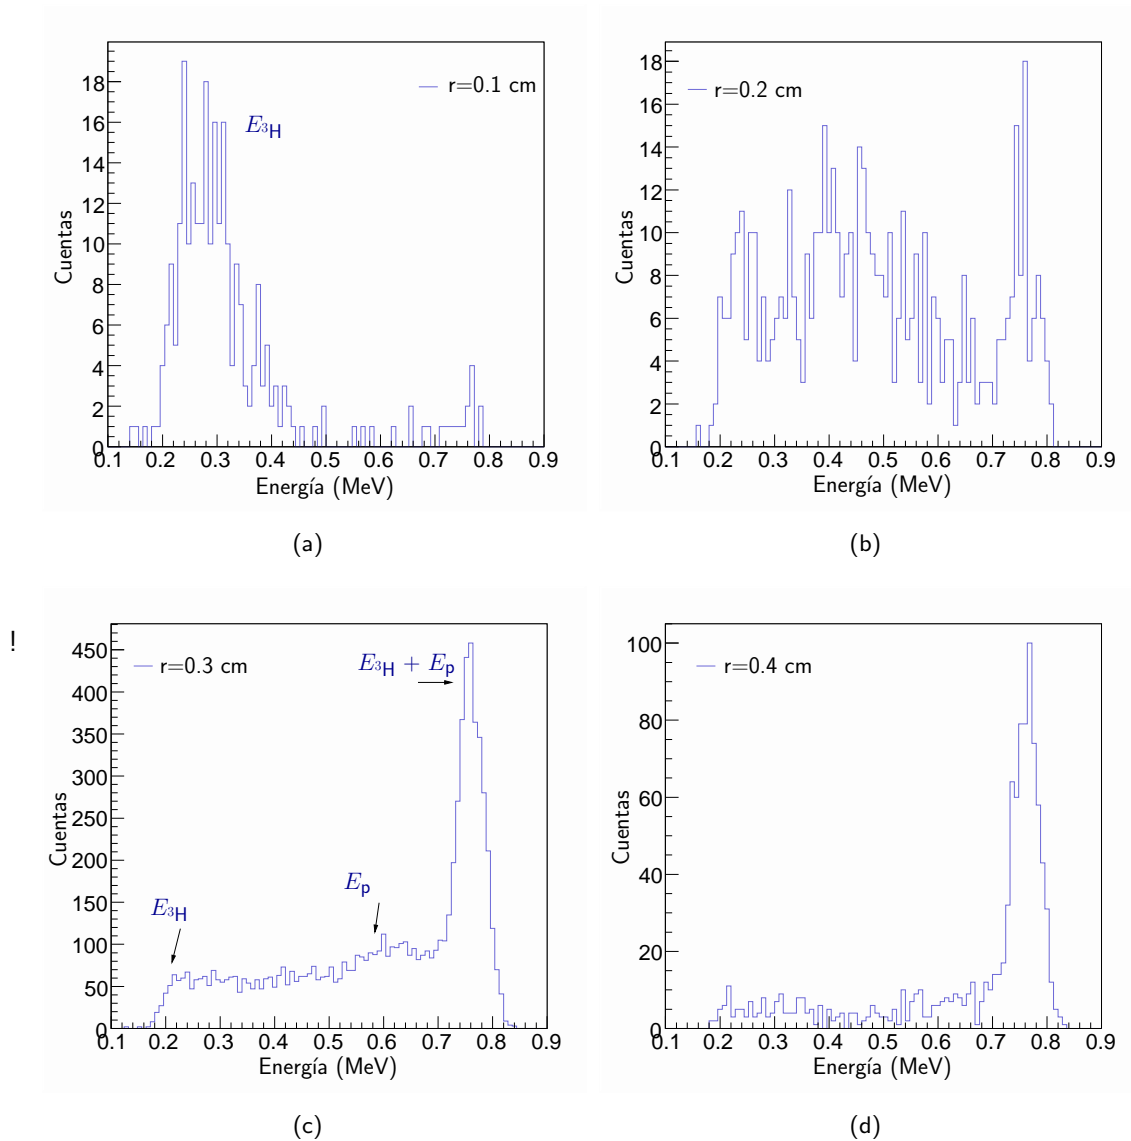 18
16
14
12
10
8
6
4
2
0
Cuentas
r=0.1 cm
E³H
0.1 0.2 0.3 0.4 0.5 0.6 0.7 0.8 0.9
Energía (MeV)
(a)
18
16
14
12
10
8
6
4
2
0
Cuentas
r=0.2 cm
0.1 0.2 0.3 0.4 0.5 0.6 0.7 0.8 0.9
Energía (MeV)
(b)
!
450
400
350
300
250
200
150
100
50
0
Cuentas
r=0.3 cm
E³H + Ep
Ep
E³H
0.1 0.2 0.3 0.4 0.5 0.6 0.7 0.8 0.9
Energía (MeV)
(c)
100
80
60
40
20
0
Cuentas
r=0.4 cm
0.1 0.2 0.3 0.4 0.5 0.6 0.7 0.8 0.9
Energía (MeV)
(d)